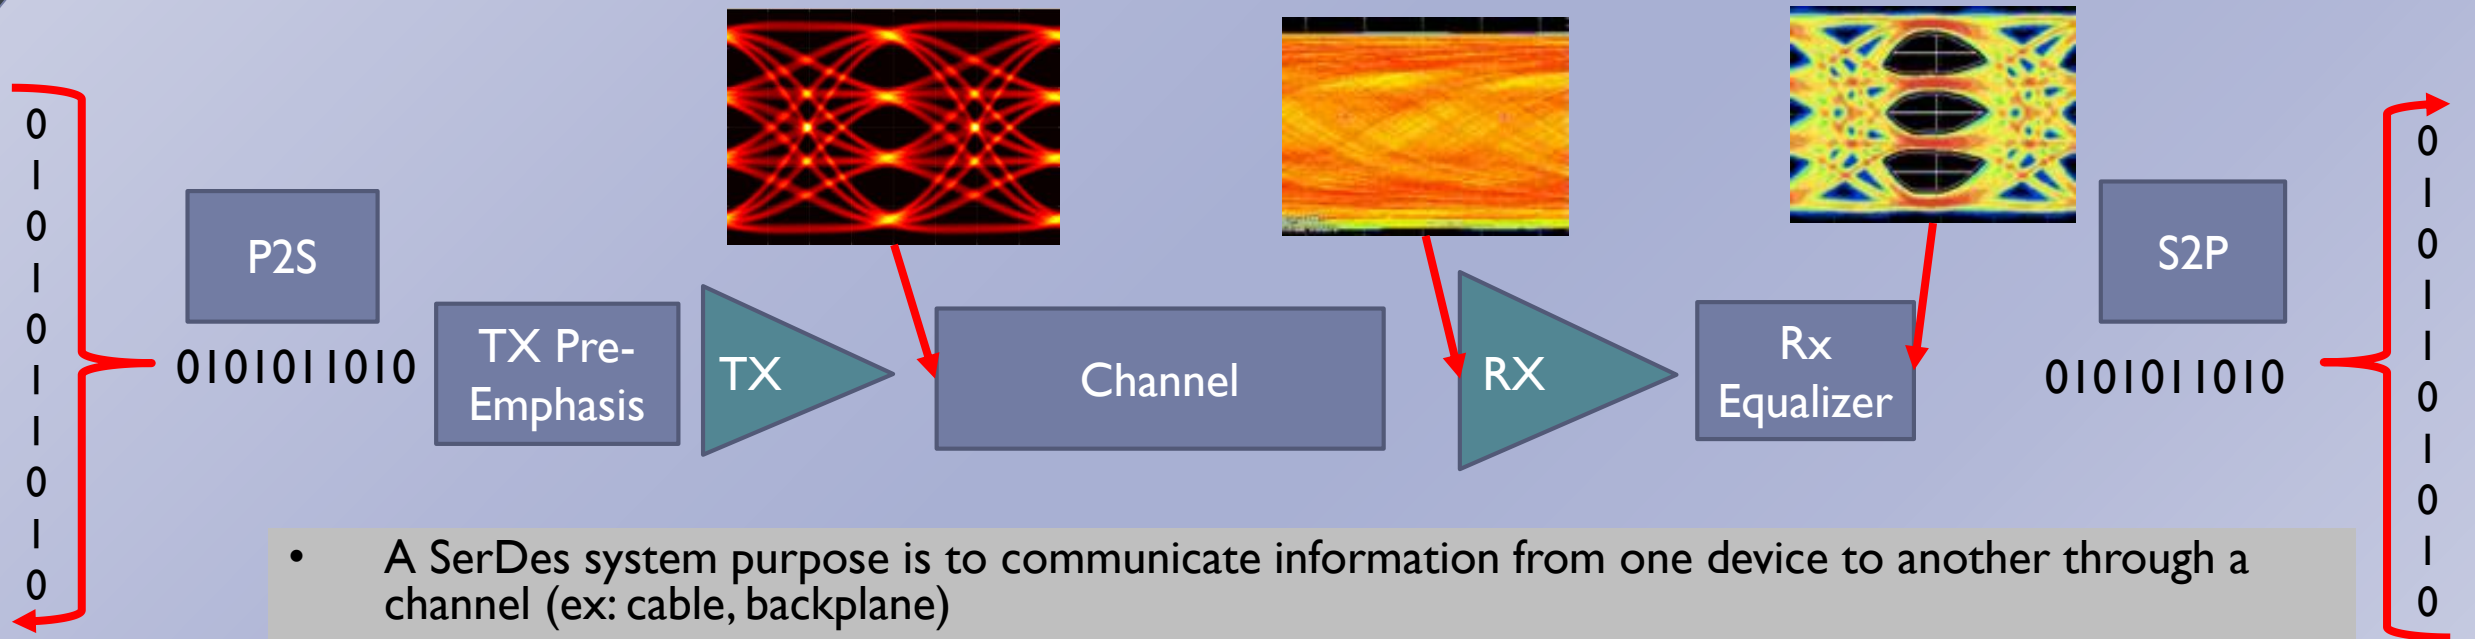 0
1
0
1
0
1
1
0
1
0
P2S
0101011010
TX Pre-
Emphasis
TX
Channel
RX
Rx
Equalizer
S2P
0101011010
0
1
0
1
1
0
1
0
1
0
• A SerDes system purpose is to communicate information from one device to another through a
channel (ex: cable, backplane)